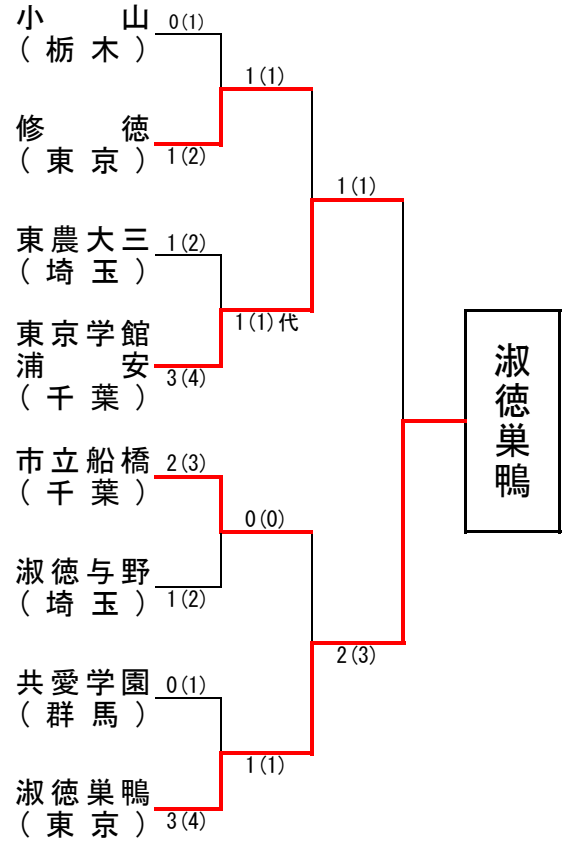 小山 0(1)
(栃木)
1(1)
修徳
(東京) 1(2)
1(1)
東農大三 1(2)
(埼玉)
1(1)代
東京学館
浦安 3(4)
(千葉)
淑徳巣鴨
市立船橋 2(3)
(千葉)
0(0)
淑徳与野
(埼玉) 1(2)
2(3)
共愛学園 0(1)
(群馬)
1(1)
淑徳巣鴨
(東京) 3(4)